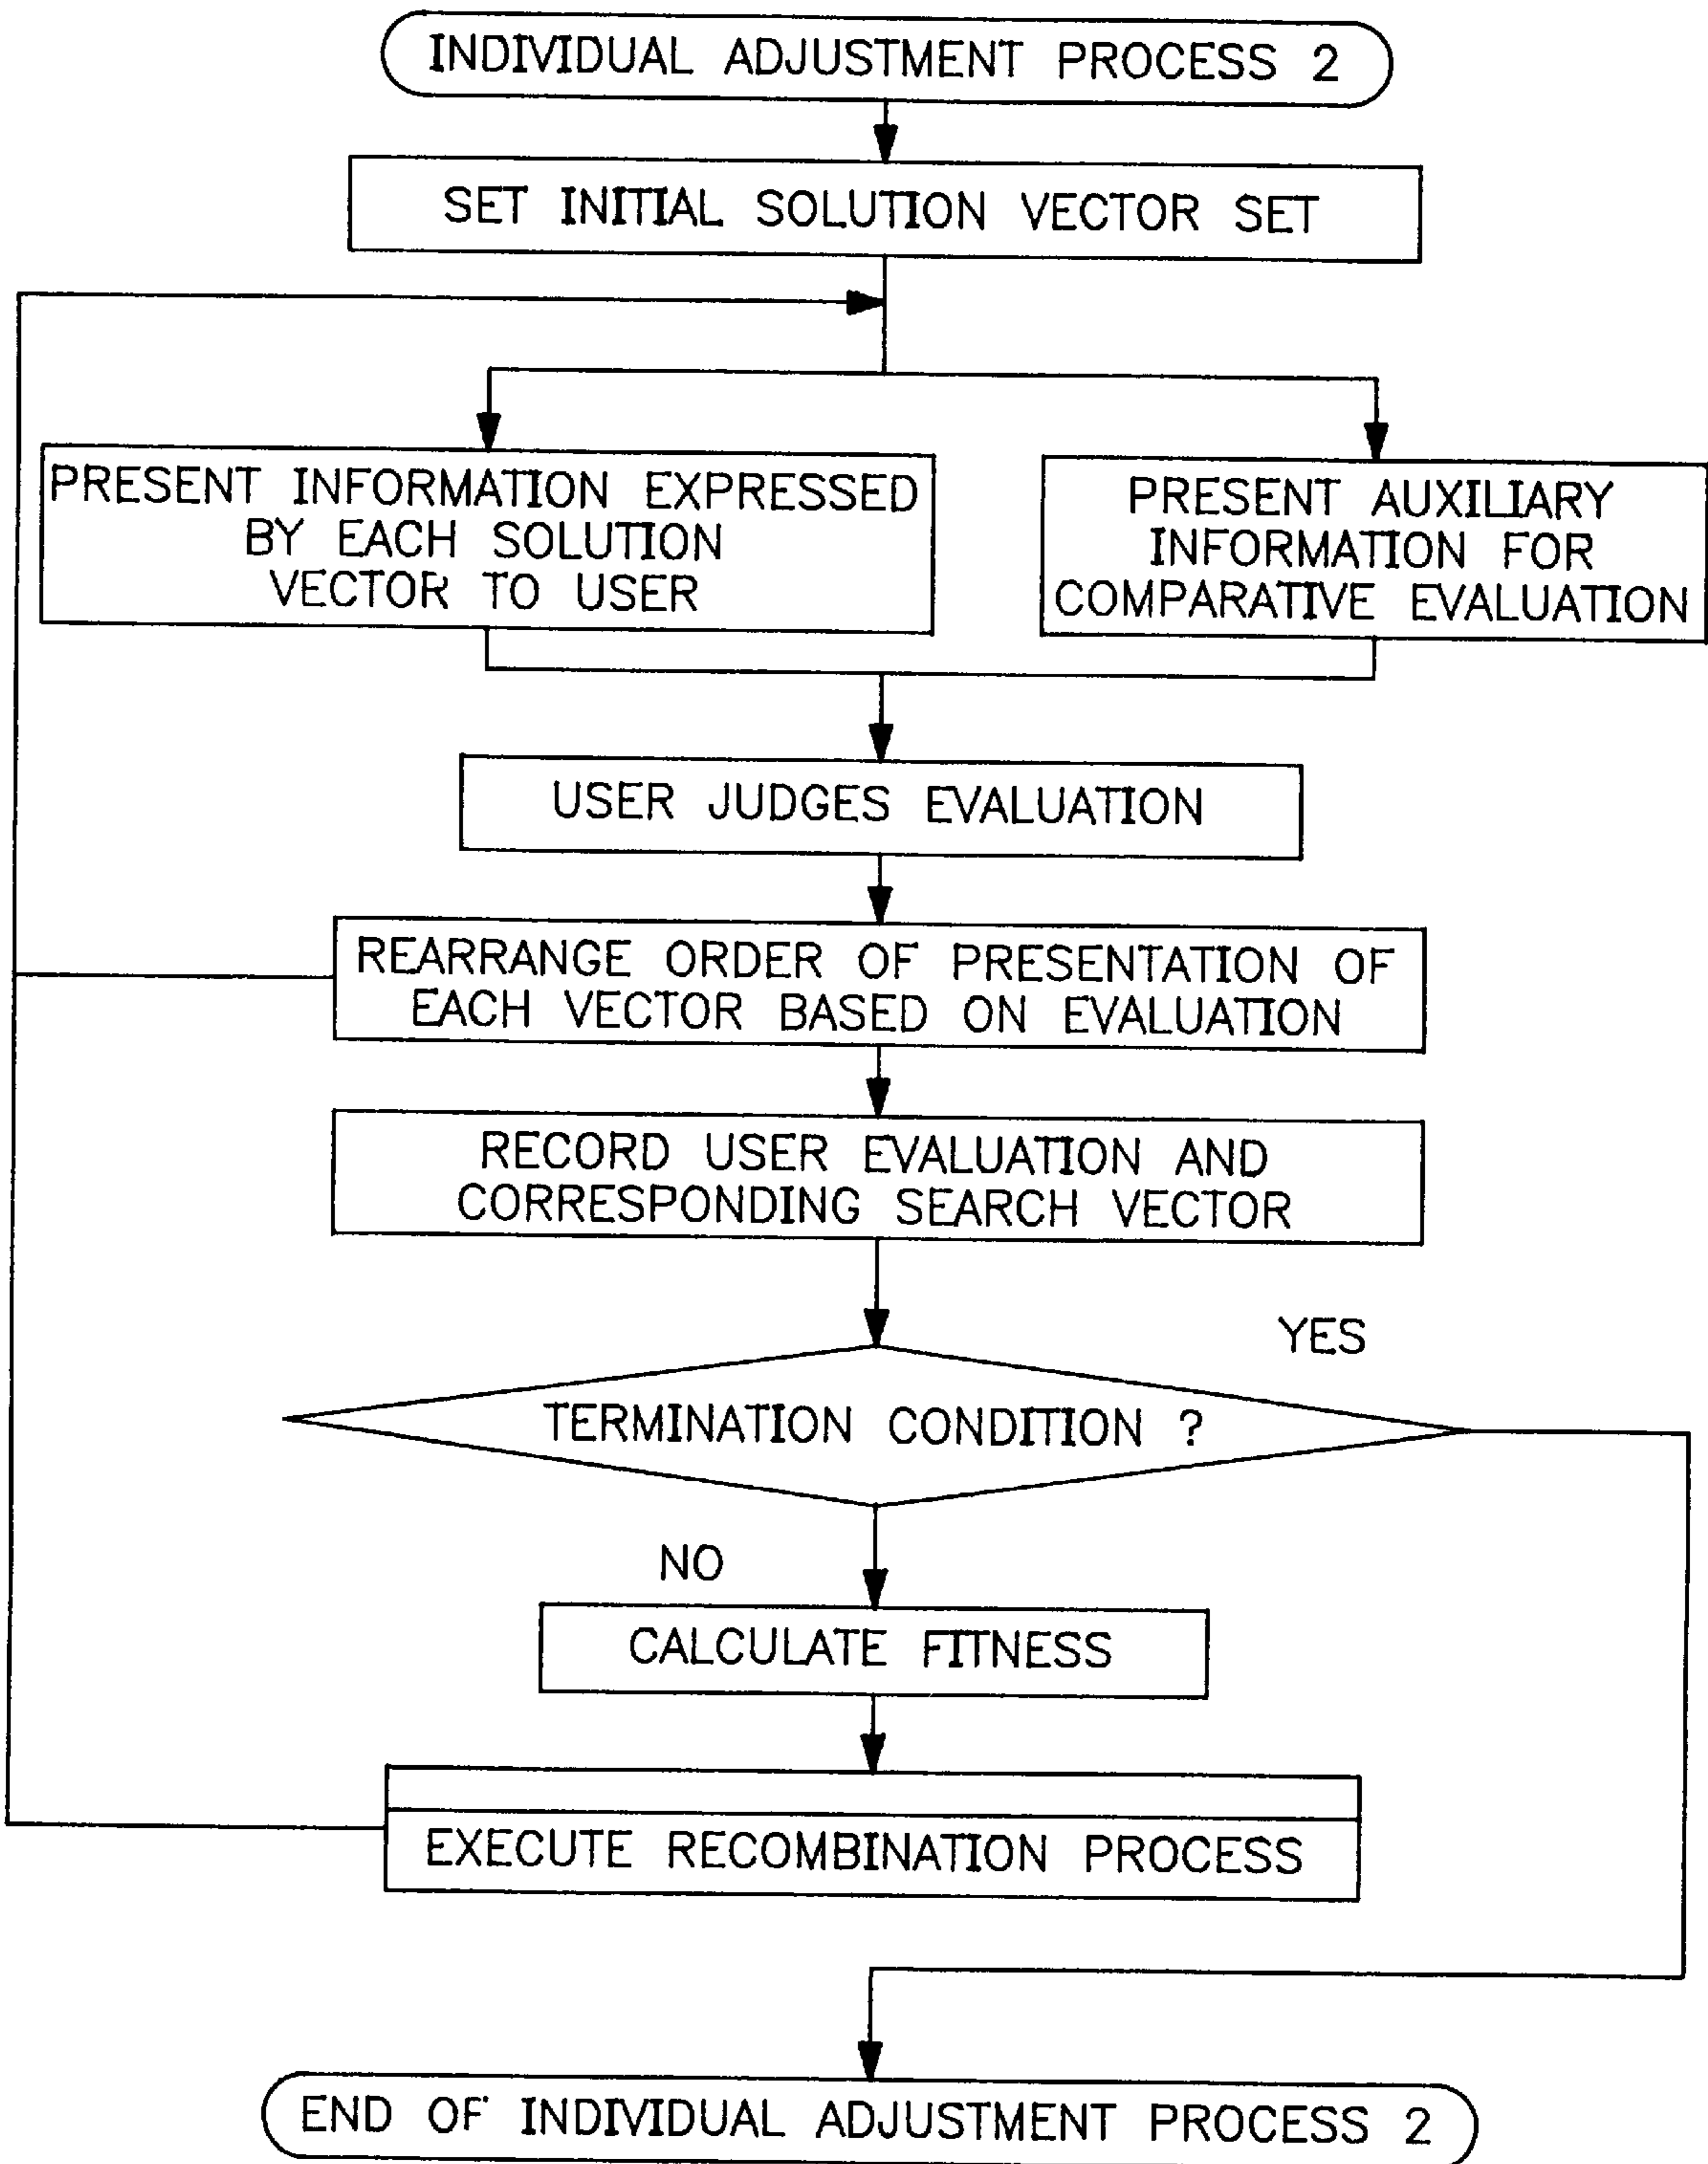 INDIVIDUAL ADJUSTMENT PROCESS 2
SET INITIAL SOLUTION VECTOR SET
PRESENT INFORMATION EXPRESSED
BY EACH SOLUTION
VECTOR TO USER
PRESENT AUXILIARY
INFORMATION FOR
COMPARATIVE EVALUATION
USER JUDGES EVALUATION
REARRANGE ORDER OF PRESENTATION OF
EACH VECTOR BASED ON EVALUATION
RECORD USER EVALUATION AND
CORRESPONDING SEARCH VECTOR
YES
TERMINATION CONDITION ?
NO
CALCULATE FITNESS
EXECUTE RECOMBINATION PROCESS
END OF INDIVIDUAL ADJUSTMENT PROCESS 2